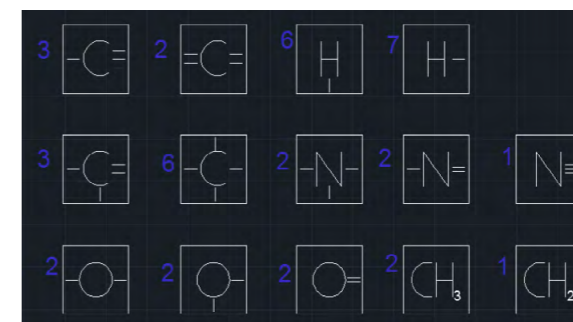 3 -C= 2 =C= 6 H 7 H-
3 -C= 6 -C- 2 -N- 2 -N= 1 N≡
2 -O- 2 O- 2 O= 2 CH3 1 CH2